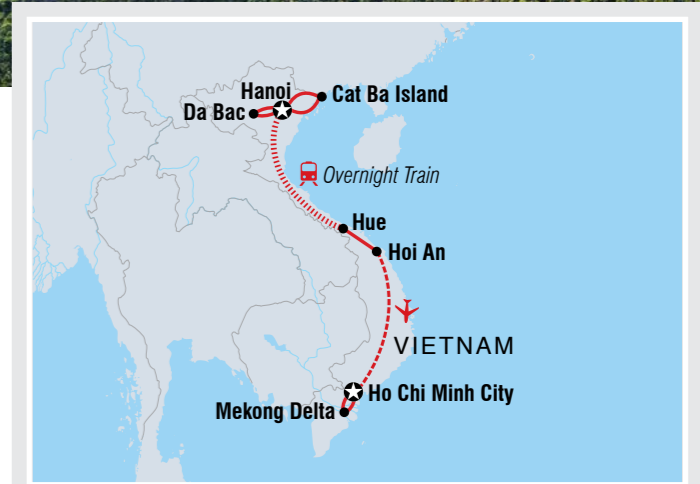 Hanoi
Cat Ba Island
Da Bac
Overnight Train
Hue
Hoi An
VIETNAM
Ho Chi Minh City
Mekong Delta